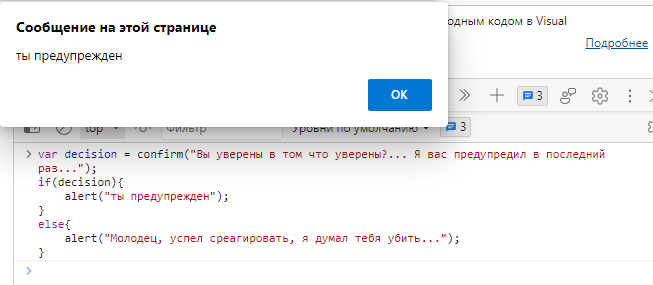 Сообщение на этой странице
одным кодом в Visual
ты предупрежден
Подробнее
ОК
3
top
Фильтр
Уровни по умолчанию
3
> var decision = confirm("Вы уверены в том что уверены?... Я вас предупредил в последний
раз...");
if(decision){
alert("ты предупрежден");
}
else{
alert("Молодец, успел среагировать, я думал тебя убить...");
}
>